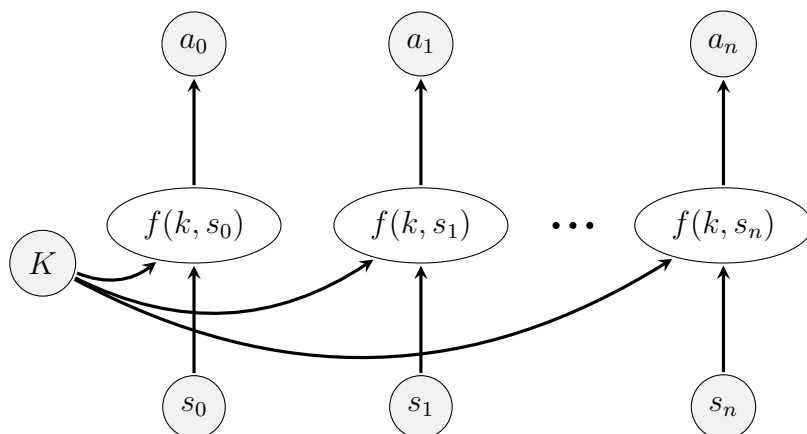 $a_0$ $a_1$ $a_n$
$f(k, s_0)$ $f(k, s_1)$ ··· $f(k, s_n)$
$K$
$s_0$ $s_1$ $s_n$